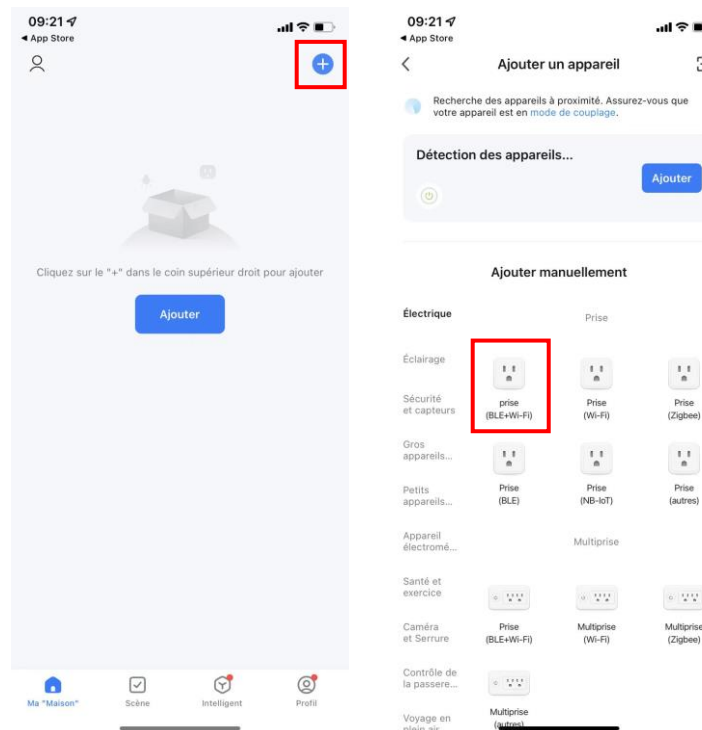 09:21
◀ App Store
Cliquez sur le "+" dans le coin supérieur droit pour ajouter
Ajouter
Ma "Maison"
Scène
Intelligent
Profil
09:21
◀ App Store
Ajouter un appareil
Recherche des appareils à proximité. Assurez-vous que
votre appareil est en mode de couplage.
Détection des appareils...
Ajouter
Ajouter manuellement
Électrique
Prise
Éclairage
Sécurité
et capteurs
prise
(BLE+Wi-Fi)
Prise
(Wi-Fi)
Prise
(Zigbee)
Gros
appareils...
Petits
appareils...
Prise
(BLE)
Prise
(NB-IoT)
Prise
(autres)
Appareil
électromé...
Multiprise
Santé et
exercice
Caméra
et Serrure
Prise
(BLE+Wi-Fi)
Multiprise
(Wi-Fi)
Multiprise
(Zigbee)
Contrôle de
la passere...
Voyage en
plein air
Multiprise
(autres)